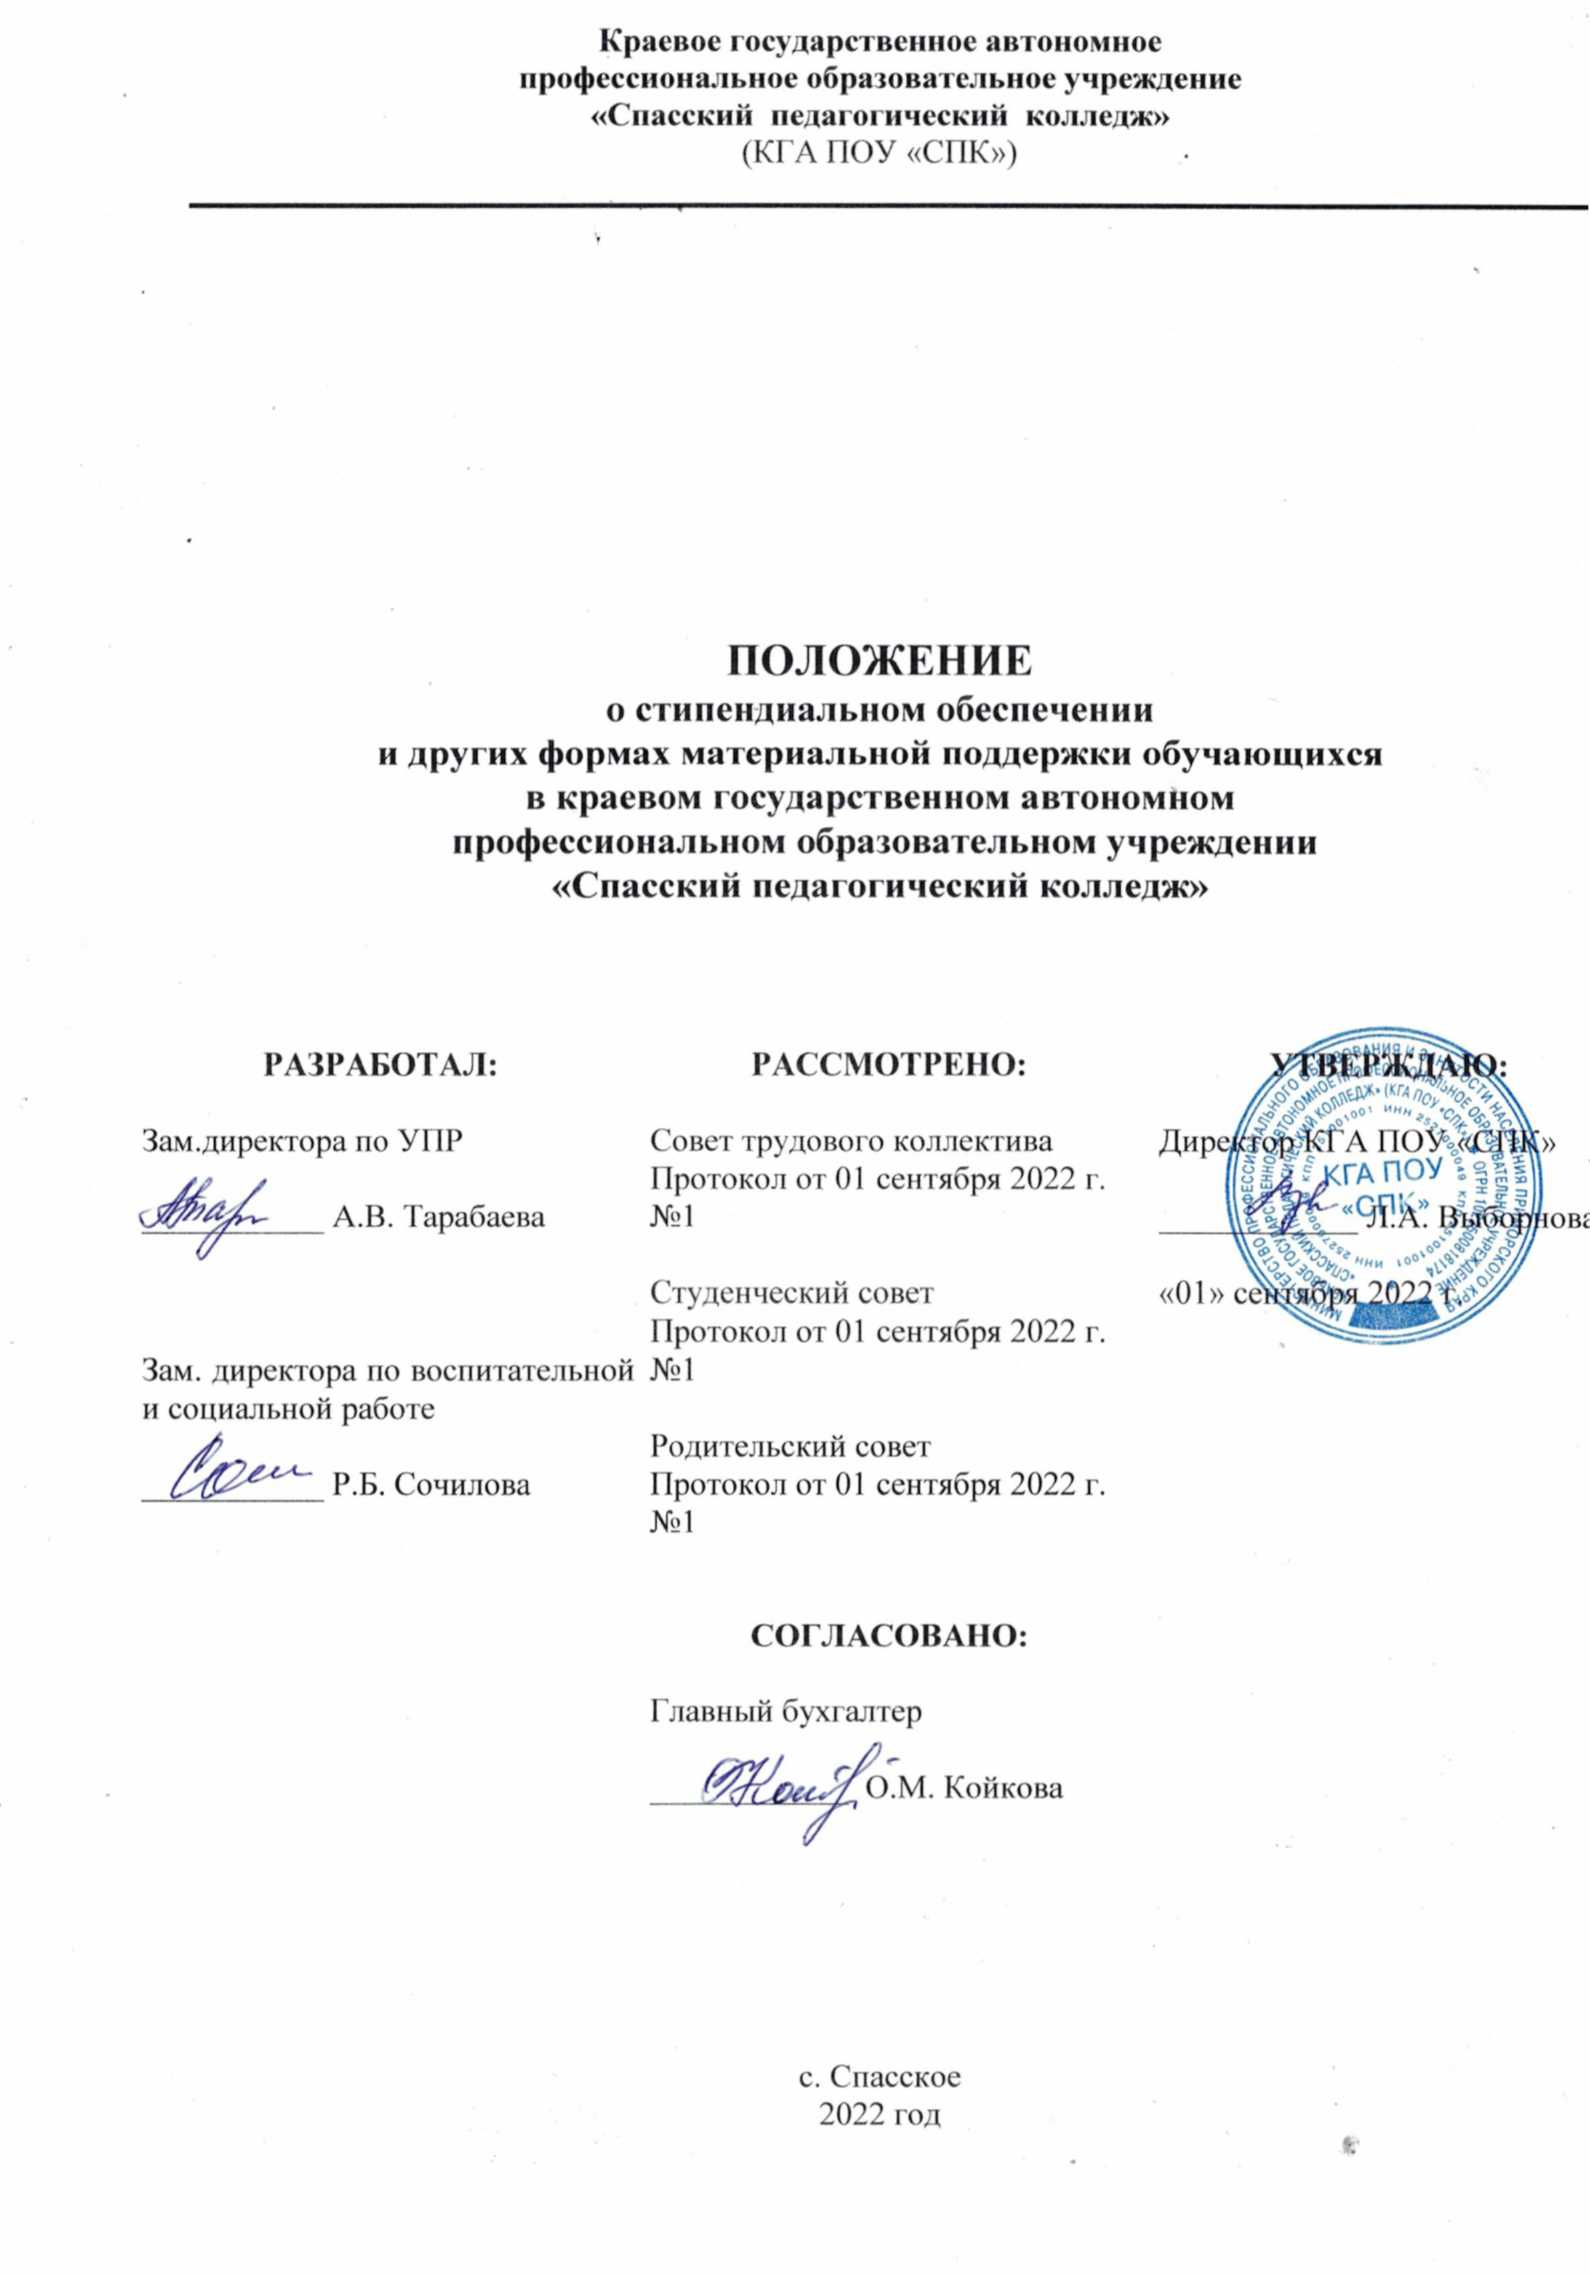 Краевое государственное автономное
профессиональное образовательное учреждение
«Спасский педагогический колледж»
(КГА ПОУ «СПК»)
ПОЛОЖЕНИЕ
о стипендиальном обеспечении
и других формах материальной поддержки обучающихся
в краевом государственном автономном
профессиональном образовательном учреждении
«Спасский педагогический колледж»
РАЗРАБОТАЛ:
Зам.директора по УПР
А.В. Тарабаева
Зам. директора по воспитательной
и социальной работе
Р.Б. Сочилова
РАССМОТРЕНО:
Совет трудового коллектива
Протокол от 01 сентября 2022 г.
№1
Студенческий совет
Протокол от 01 сентября 2022 г.
№1
Родительский совет
Протокол от 01 сентября 2022 г.
№1
УТВЕРЖДАЮ:
Директор КГА ПОУ «СПК»
Л.А. Выборнова
«01» сентября 2022 г.
КГА ПОУ
«СПК»
СОГЛАСОВАНО:
Главный бухгалтер
О.М. Койкова
с. Спасское
2022 год